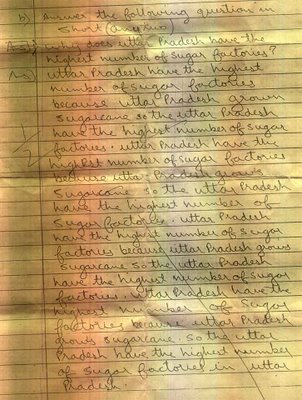 b) Answer the following question in
short (any six)
Ans) i why does uttar Pradesh have the
highest number of sugar factories?
Ans) uttar Pradesh have the highest
number of sugar factories
because uttar Pradesh grown
Sugarcane so the uttar Pradesh
have the highest number of sugar
factories. uttar Pradesh have the
highest number of sugar factories
because uttar Pradesh grows
Sugarcane so the uttar Pradesh
have the highest number of
Sugar factories. uttar Pradesh
have the highest number of sugar
factories because uttar Pradesh grows
Sugarcane so the uttar Pradesh
have the highest number of sugar
factories. Uttar Pradesh have the
highest number of Sugar
factories because uttar Pradesh
grows sugarcane. So the uttar
Pradesh have the highest number
of sugar factories in uttar
Pradesh.